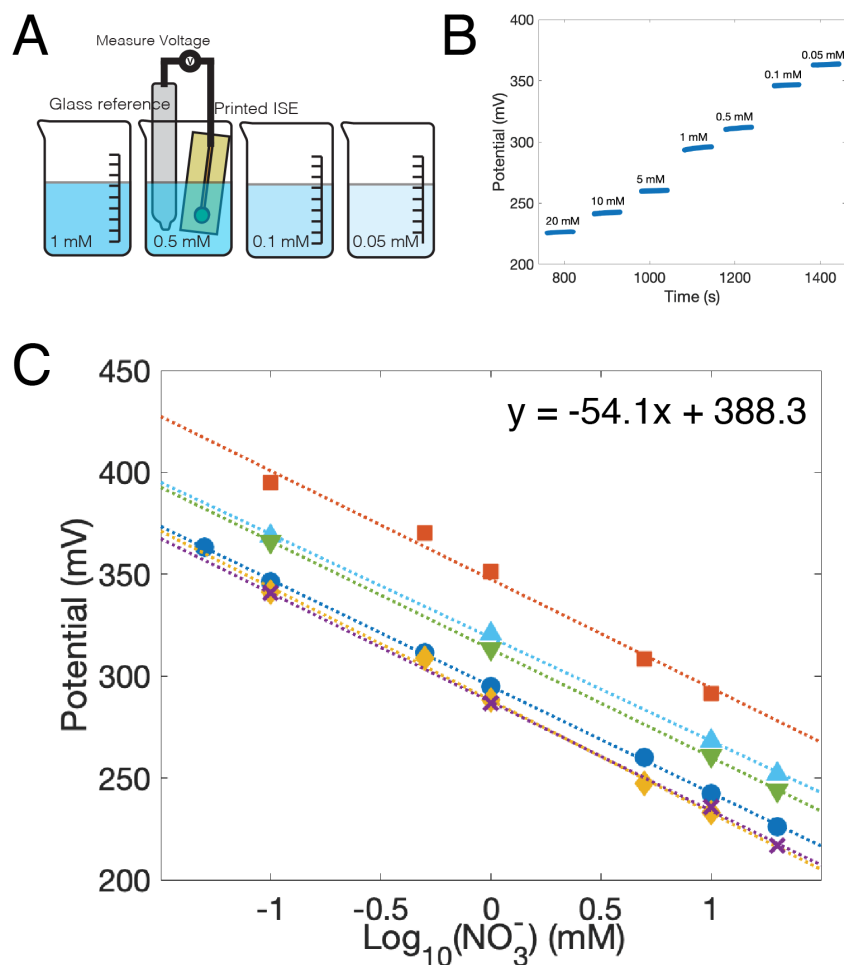 A
Measure Voltage
V
Glass reference
Printed ISE
1 mM
0.5 mM
0.1 mM
0.05 mM
B
400
350
300
250
200
Potential (mV)
20 mM
10 mM
5 mM
1 mM
0.5 mM
0.1 mM
0.05 mM
800
1000
1200
1400
Time (s)
C
450
400
350
300
250
200
Potential (mV)
y = -54.1x + 388.3
-1
-0.5
0
0.5
1
Log₁₀(NO₃⁻) (mM)